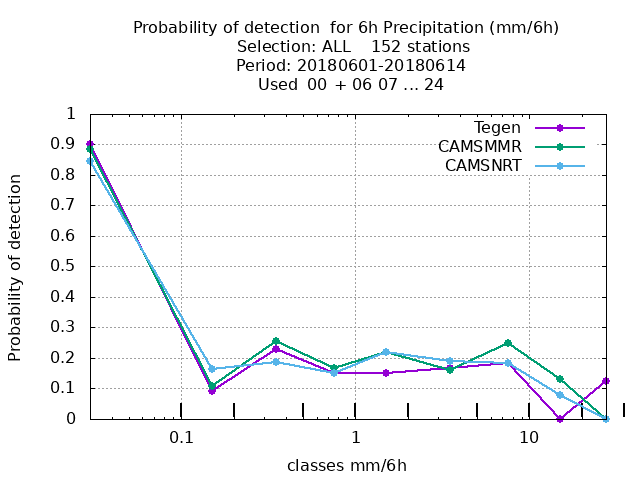 Probability of detection  for 6h Precipitation (mm/6h)
Selection: ALL    152 stations
Period: 20180601-20180614
Used  00  + 06 07 ... 24
Tegen
CAMSMMR
CAMSNRT
1
0.9
0.8
0.7
0.6
0.5
0.4
0.3
0.2
0.1
0
Probability of detection
0.1 1 10
classes mm/6h